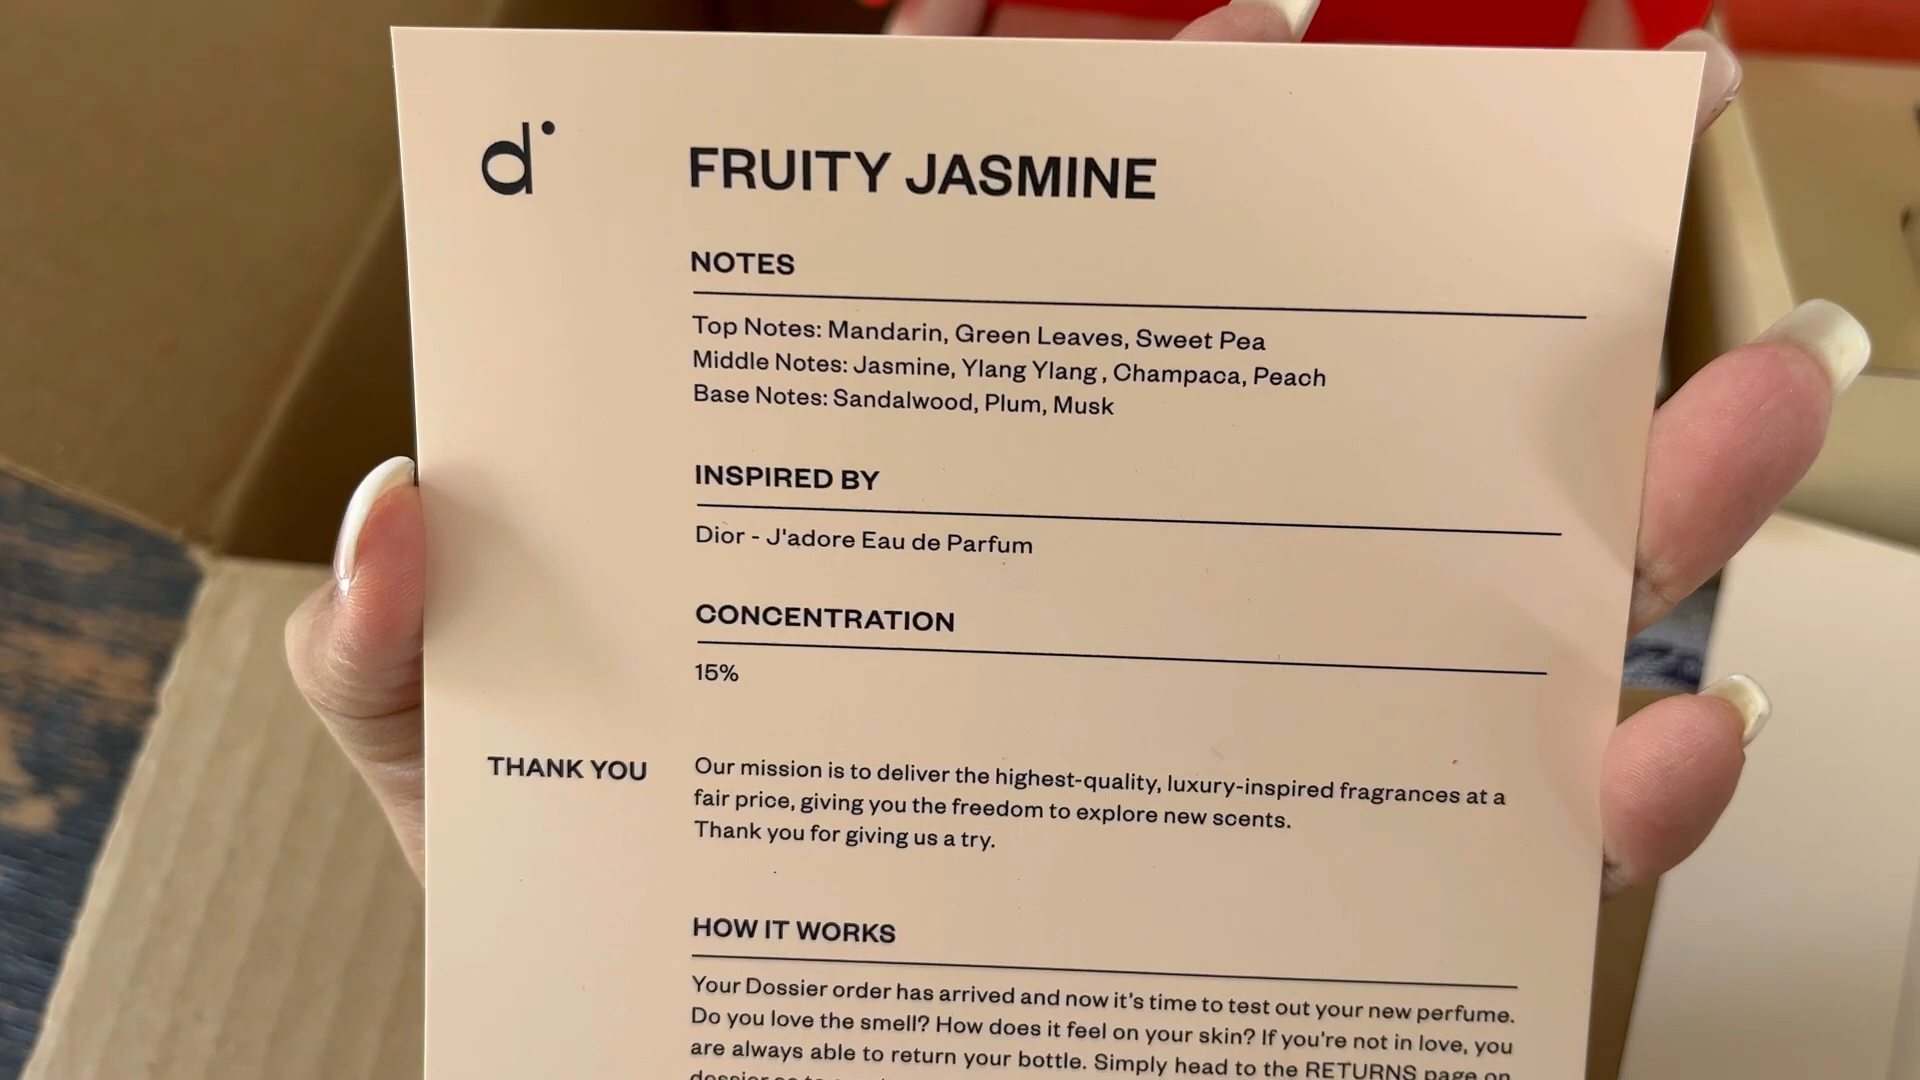 d
FRUITY JASMINE
NOTES
Top Notes: Mandarin, Green Leaves, Sweet Pea
Middle Notes: Jasmine, Ylang Ylang , Champaca, Peach
Base Notes: Sandalwood, Plum, Musk
INSPIRED BY
Dior - J'adore Eau de Parfum
CONCENTRATION
15%
THANK YOU
Our mission is to deliver the highest-quality, luxury-inspired fragrances at a
fair price, giving you the freedom to explore new scents.
Thank you for giving us a try.
HOW IT WORKS
Your Dossier order has arrived and now it's time to test out your new perfume.
Do you love the smell? How does it feel on your skin? If you're not in love, you
are always able to return your bottle. Simply head to the RETURNS page on